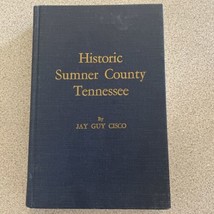 Historic
Sumner County
Tennessee
By
JAY GUY CISCO